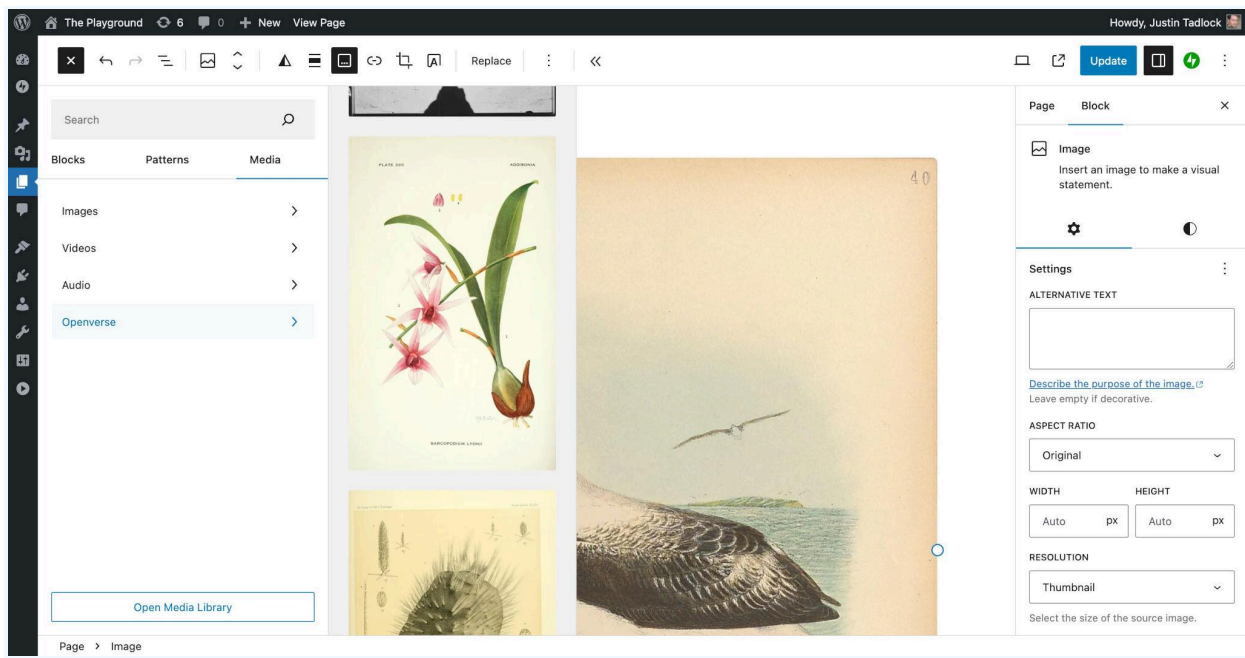 The Playground 6 0 + New View Page
Howdy, Justin Tadlock
Replace
Update
Search
Blocks Patterns Media
Images
Videos
Audio
Openverse
Open Media Library
PLATE 260 ADDISONIA
40
Page Block
Image
Insert an image to make a visual
statement.
Settings
ALTERNATIVE TEXT
Describe the purpose of the image.
Leave empty if decorative.
ASPECT RATIO
Original
WIDTH HEIGHT
Auto px Auto px
RESOLUTION
Thumbnail
Select the size of the source image.
Page > Image